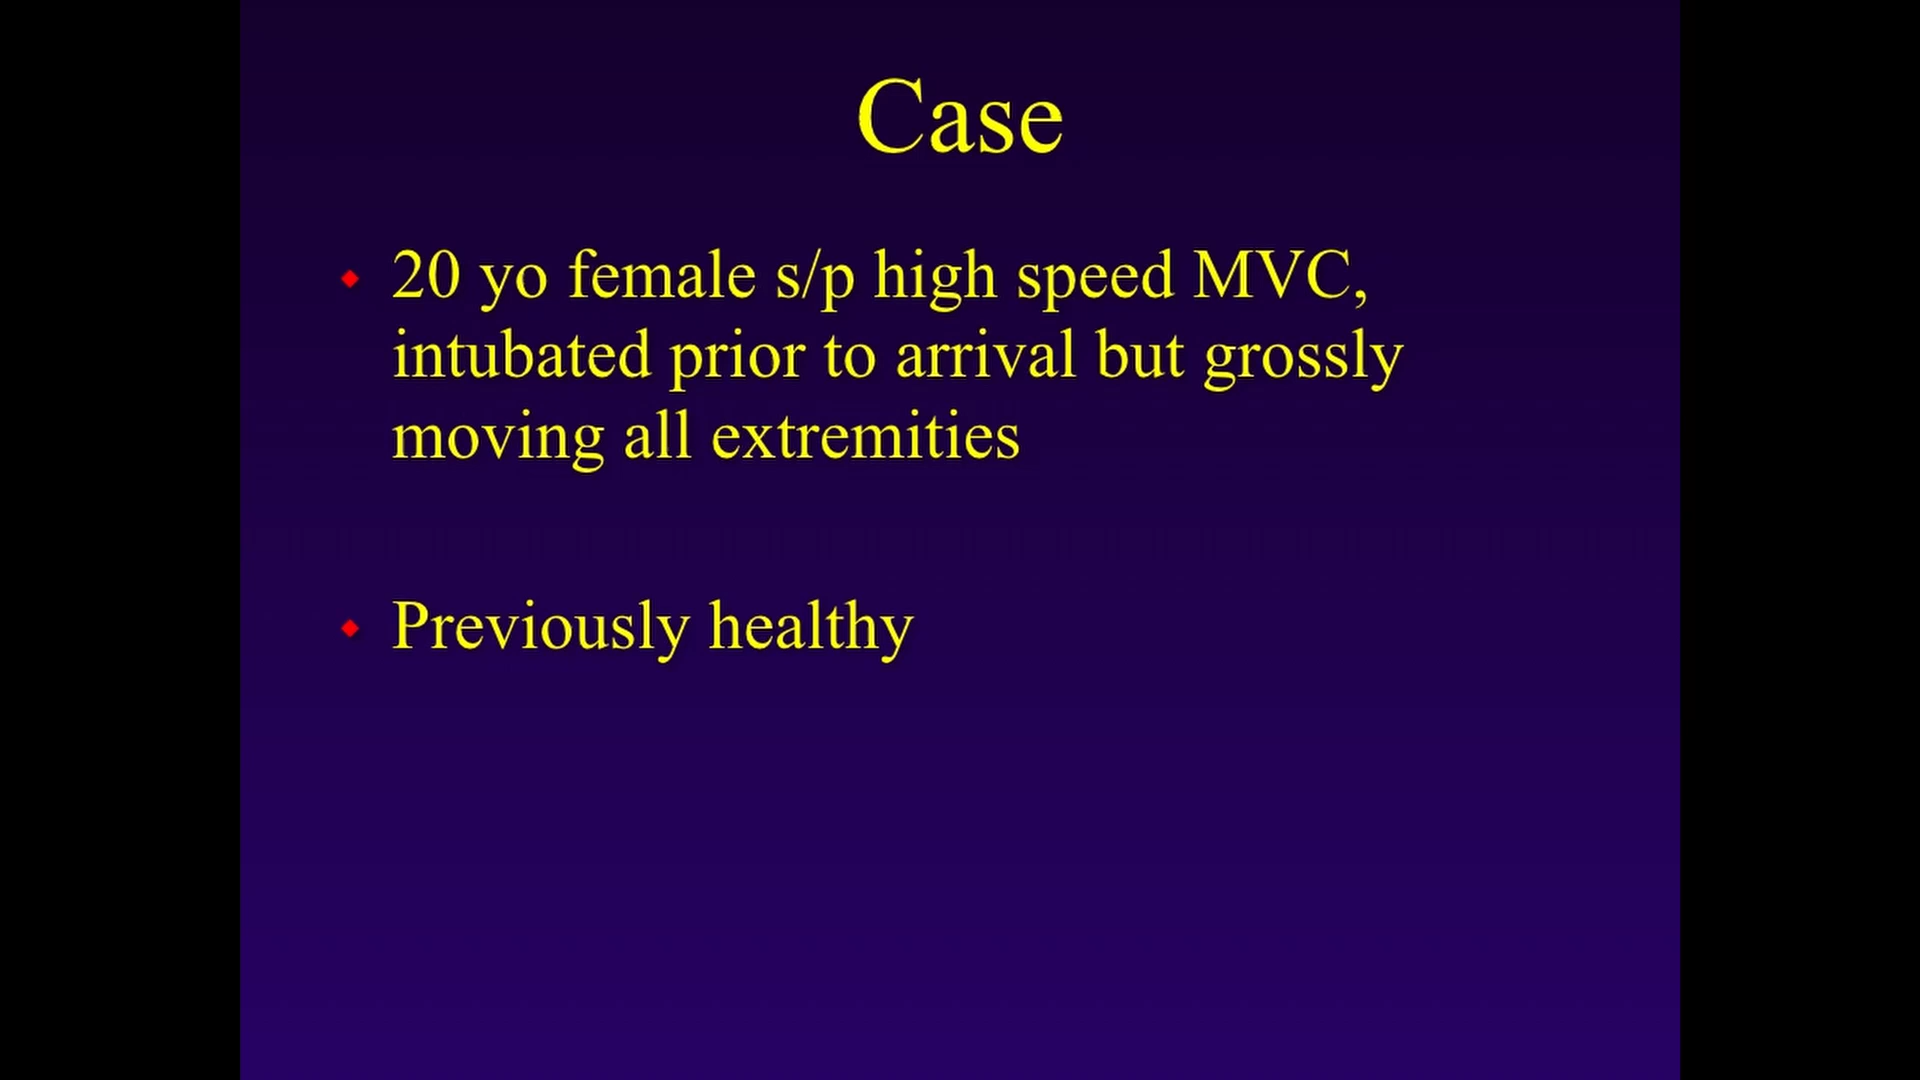 Case
20 yo female s/p high speed MVC,
intubated prior to arrival but grossly
moving all extremities
Previously healthy